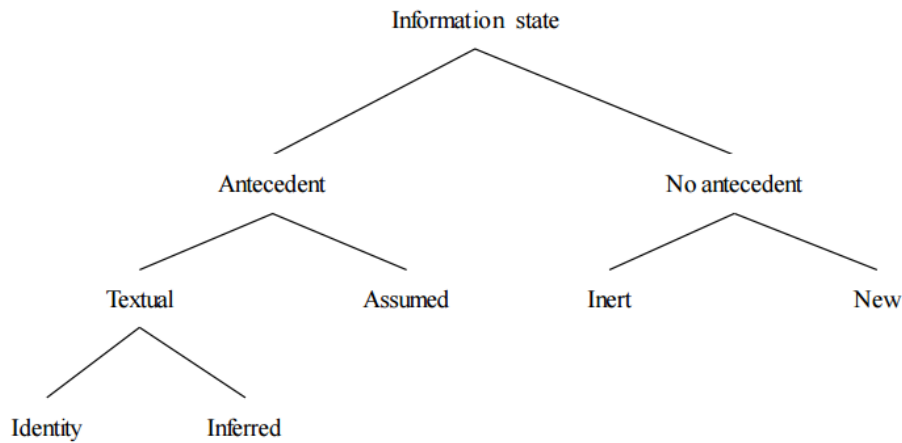 Information state
Antecedent No antecedent
Textual Assumed Inert New
Identity Inferred